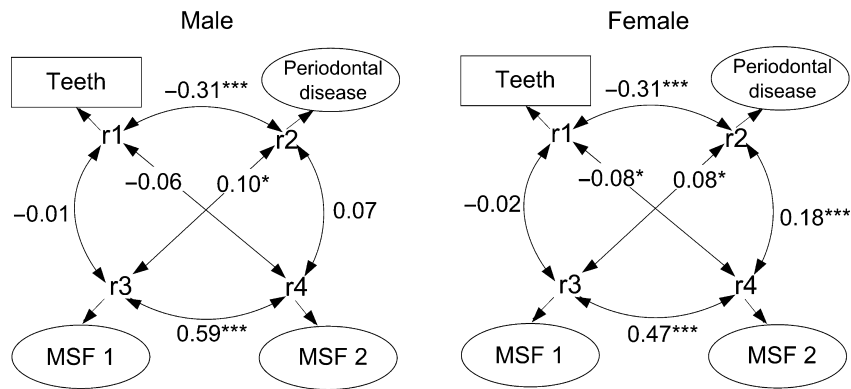 Male
Teeth
Periodontal
disease
−0.31***
r1
r2
−0.06
0.10*
−0.01
0.07
r3
r4
0.59***
MSF 1
MSF 2
Female
Teeth
Periodontal
disease
−0.31***
r1
r2
−0.08*
0.08*
−0.02
0.18***
r3
r4
0.47***
MSF 1
MSF 2